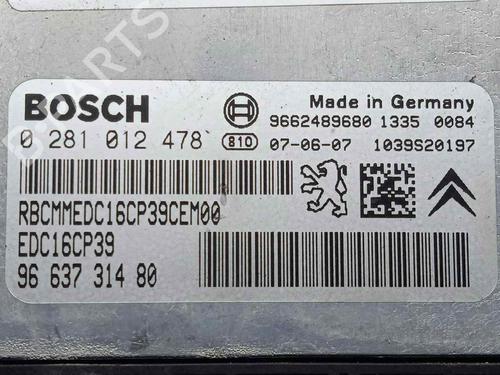 B PARTS
BOSCH
Made in Germany
9662489680 1335 0084
0 281 012 478 810 07-06-07 1039S20197
RBCMMEDC16CP39CEM00
EDC16CP39
96 637 314 80